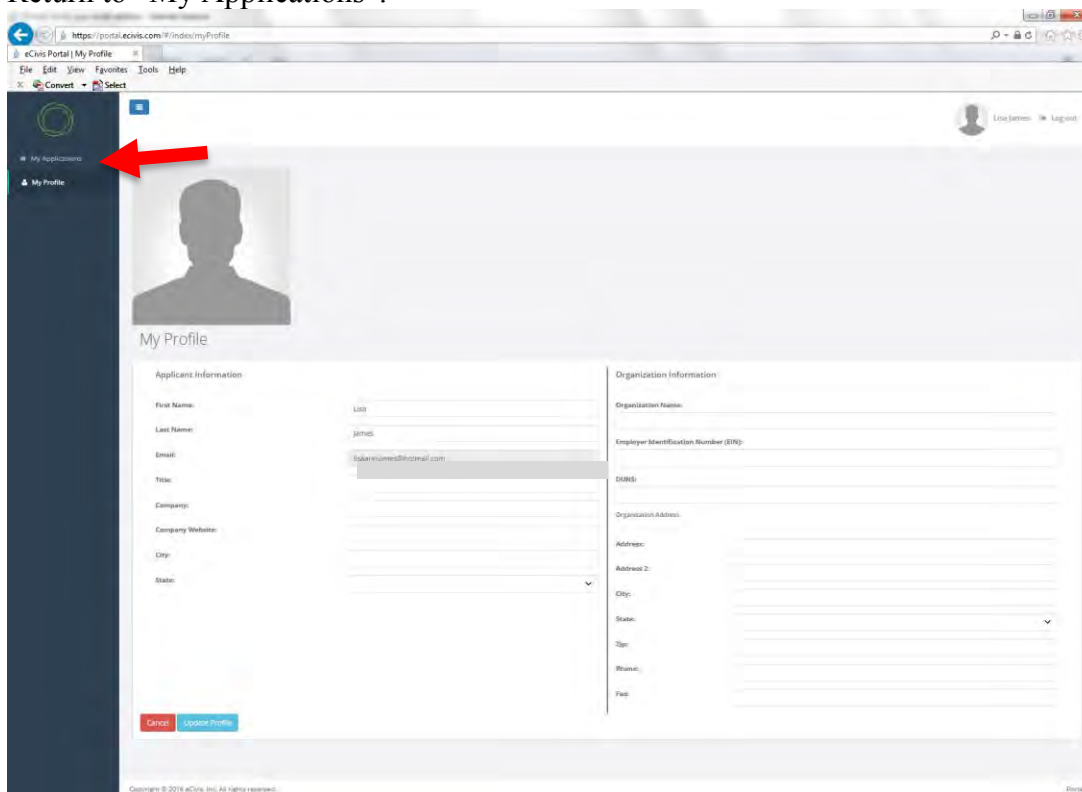 Return to "My Applications".
https://portal.ecivis.com/#/index/myProfile
eCivis Portal | My Profile
File Edit View Favorites Tools Help
Convert Select
Lisa James Log out
My Applications
My Profile
My Profile
Applicant Information
First Name: Lisa
Last Name: James
Email:
Title:
Company:
Company Website:
City:
State:
Organization Information
Organization Name:
Employer Identification Number (EIN):
DUNS:
Organization Address
Address:
Address 2:
City:
State:
Zip:
Phone:
Fax:
Cancel Update Profile
Copyright © 2016 eCivis, Inc. All rights reserved.